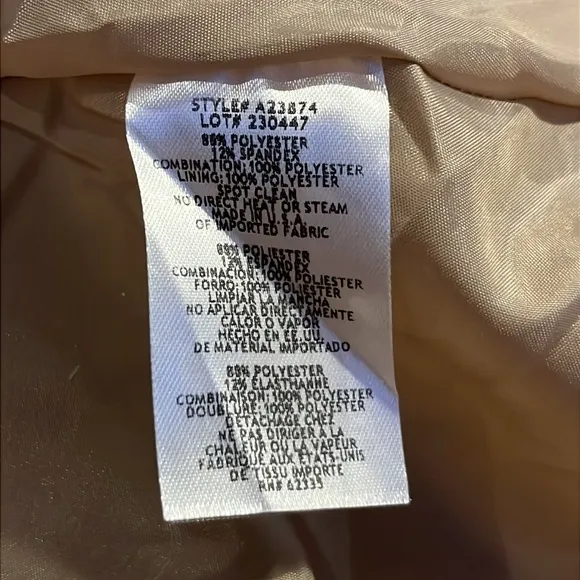 STYLE# A23874
LOT# 230447
88% POLYESTER
12% SPANDEX
COMBINATION: 100% POLYESTER
LINING: 100% POLYESTER
SPOT CLEAN
NO DIRECT HEAT OR STEAM
MADE IN U.S.A.
OF IMPORTED FABRIC
88% POLIESTER
12% ESPANDEX
COMBINACION: 100% POLIESTER
FORRO: 100% POLIESTER
LIMPIAR LA MANCHA
NO APLICAR DIRECTAMENTE
CALOR O VAPOR
HECHO EN EE.UU.
DE MATERIAL IMPORTADO
88% POLYESTER
12% ELASTHANNE
COMBINAISON: 100% POLYESTER
DOUBLURE: 100% POLYESTER
DETACHAGE CHEZ
NE PAS DIRIGER A LA
CHALEUR OU LA VAPEUR
FABRIQUE AUX ETATS-UNIS
DE TISSU IMPORTE
RN# 62335